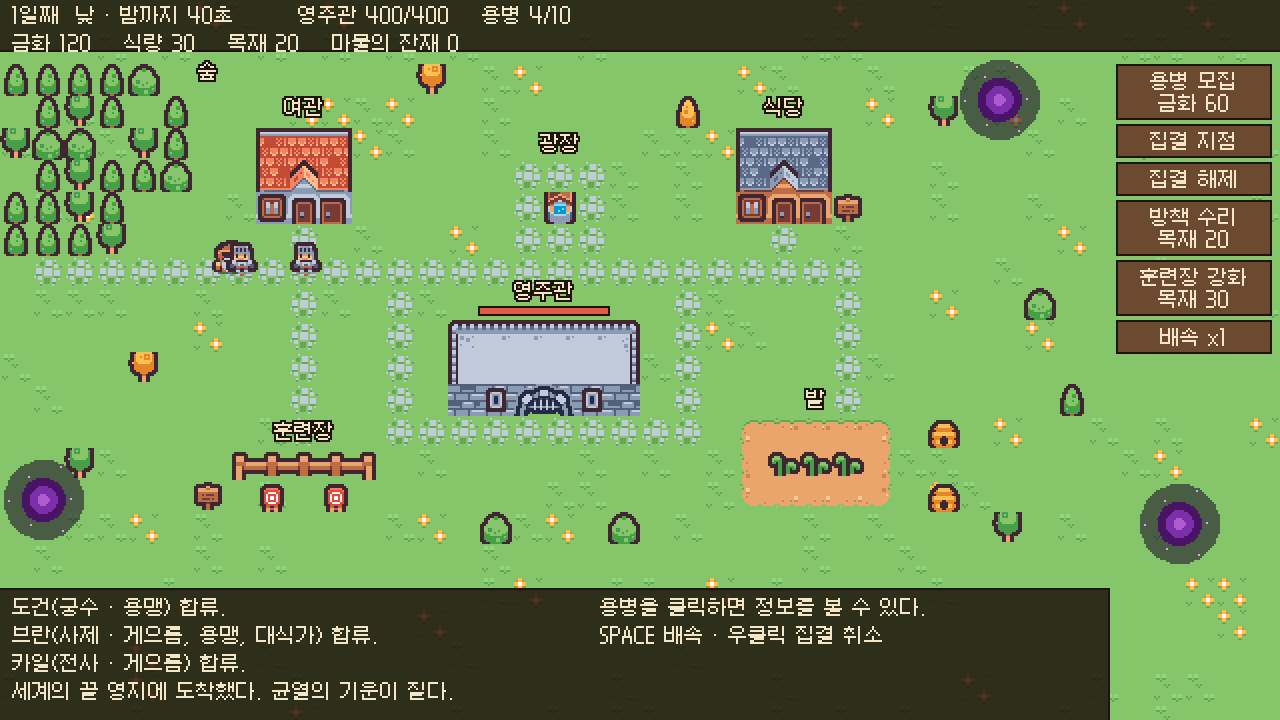 1일째 낮 · 밤까지 40초 영주관 400/400 용병 4/10
금화 120 식량 30 목재 20 마물의 잔재 0
숲
여관
식당
광장
영주관
밭
훈련장
용병 모집
금화 60
집결 지점
집결 해제
방책 수리
목재 20
훈련장 강화
목재 30
배속 x1
도건(궁수 · 용맹) 합류.
브란(사제 · 게으름, 용맹, 대식가) 합류.
카일(전사 · 게으름) 합류.
세계의 끝 영지에 도착했다. 균열의 기운이 짙다.
용병을 클릭하면 정보를 볼 수 있다.
SPACE 배속 · 우클릭 집결 취소